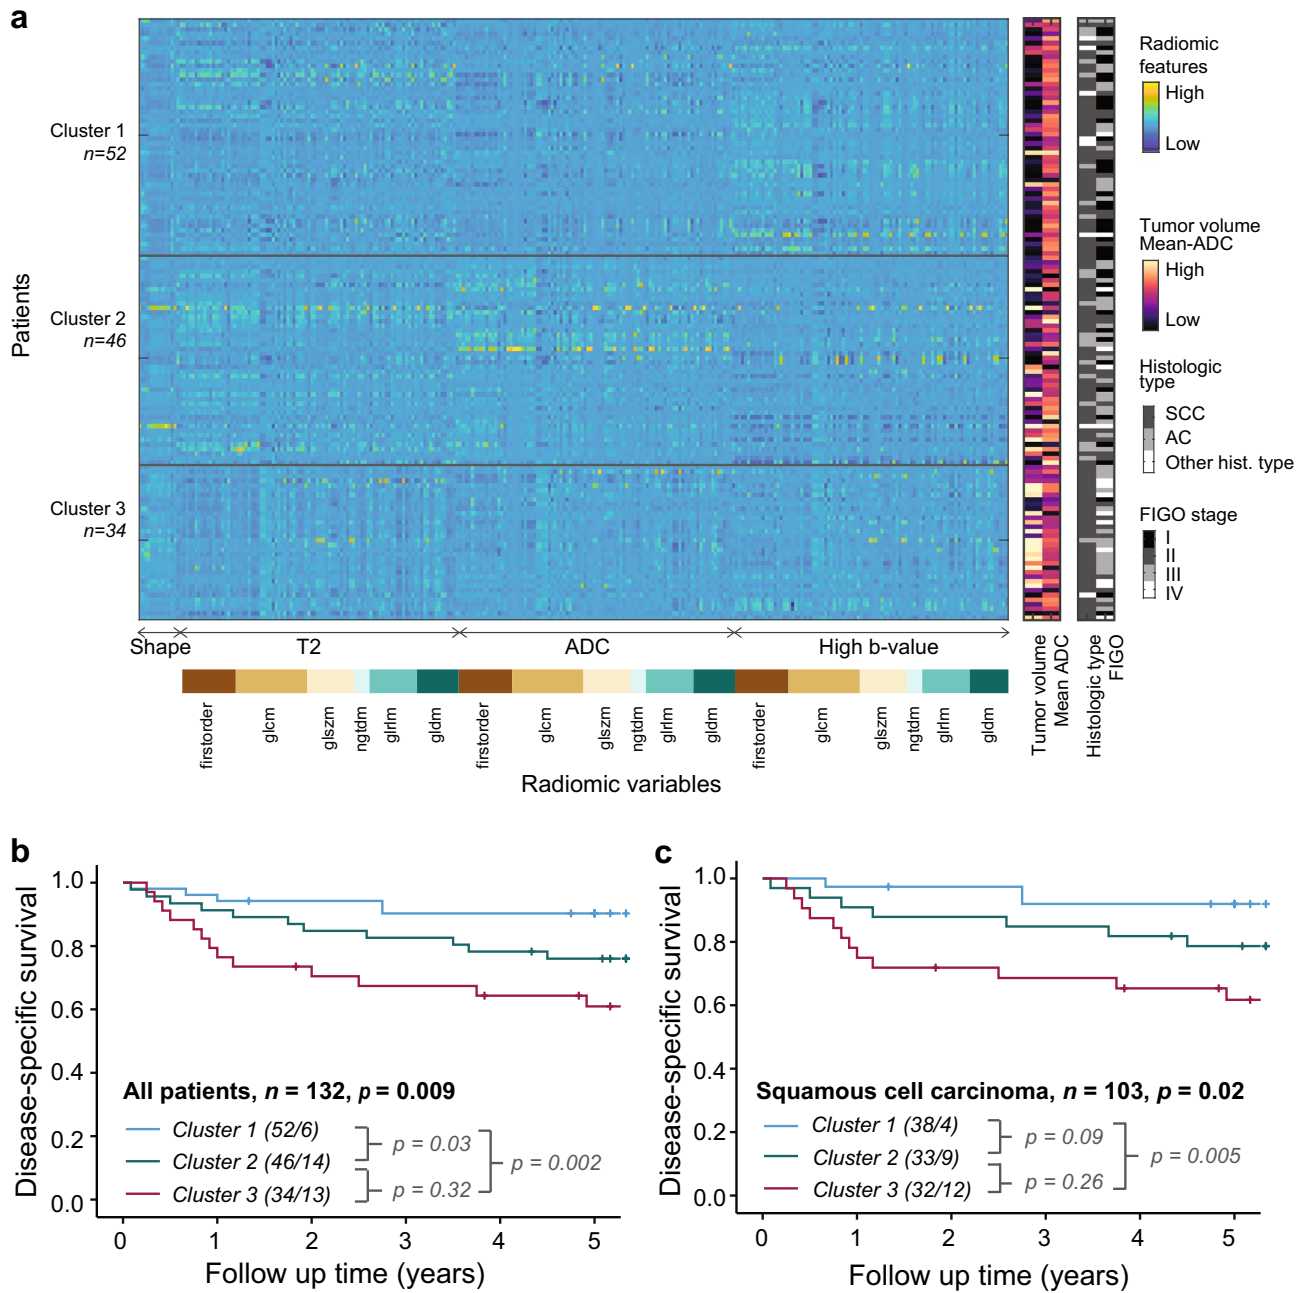 a
Cluster 1
n=52
Cluster 2
n=46
Cluster 3
n=34
Patients
Radiomic
features
High
Low
Tumor volume
Mean-ADC
High
Low
Histologic
type
SCC
AC
Other hist. type
FIGO stage
I
II
III
IV
Shape
T2
ADC
High b-value
Tumor volume
Mean ADC
Histologic type
FIGO
firstorder
glcm
glszm
ngtdm
glrlm
gldm
firstorder
glcm
glszm
ngtdm
glrlm
gldm
firstorder
glcm
glszm
ngtdm
glrlm
gldm
Radiomic variables
b
Disease-specific survival
1.0
0.8
0.6
0.4
0.2
0.0
All patients, n = 132, p = 0.009
Cluster 1 (52/6)
Cluster 2 (46/14)
Cluster 3 (34/13)
p = 0.03
p = 0.32
p = 0.002
0 1 2 3 4 5
Follow up time (years)
c
Disease-specific survival
1.0
0.8
0.6
0.4
0.2
0.0
Squamous cell carcinoma, n = 103, p = 0.02
Cluster 1 (38/4)
Cluster 2 (33/9)
Cluster 3 (32/12)
p = 0.09
p = 0.26
p = 0.005
0 1 2 3 4 5
Follow up time (years)